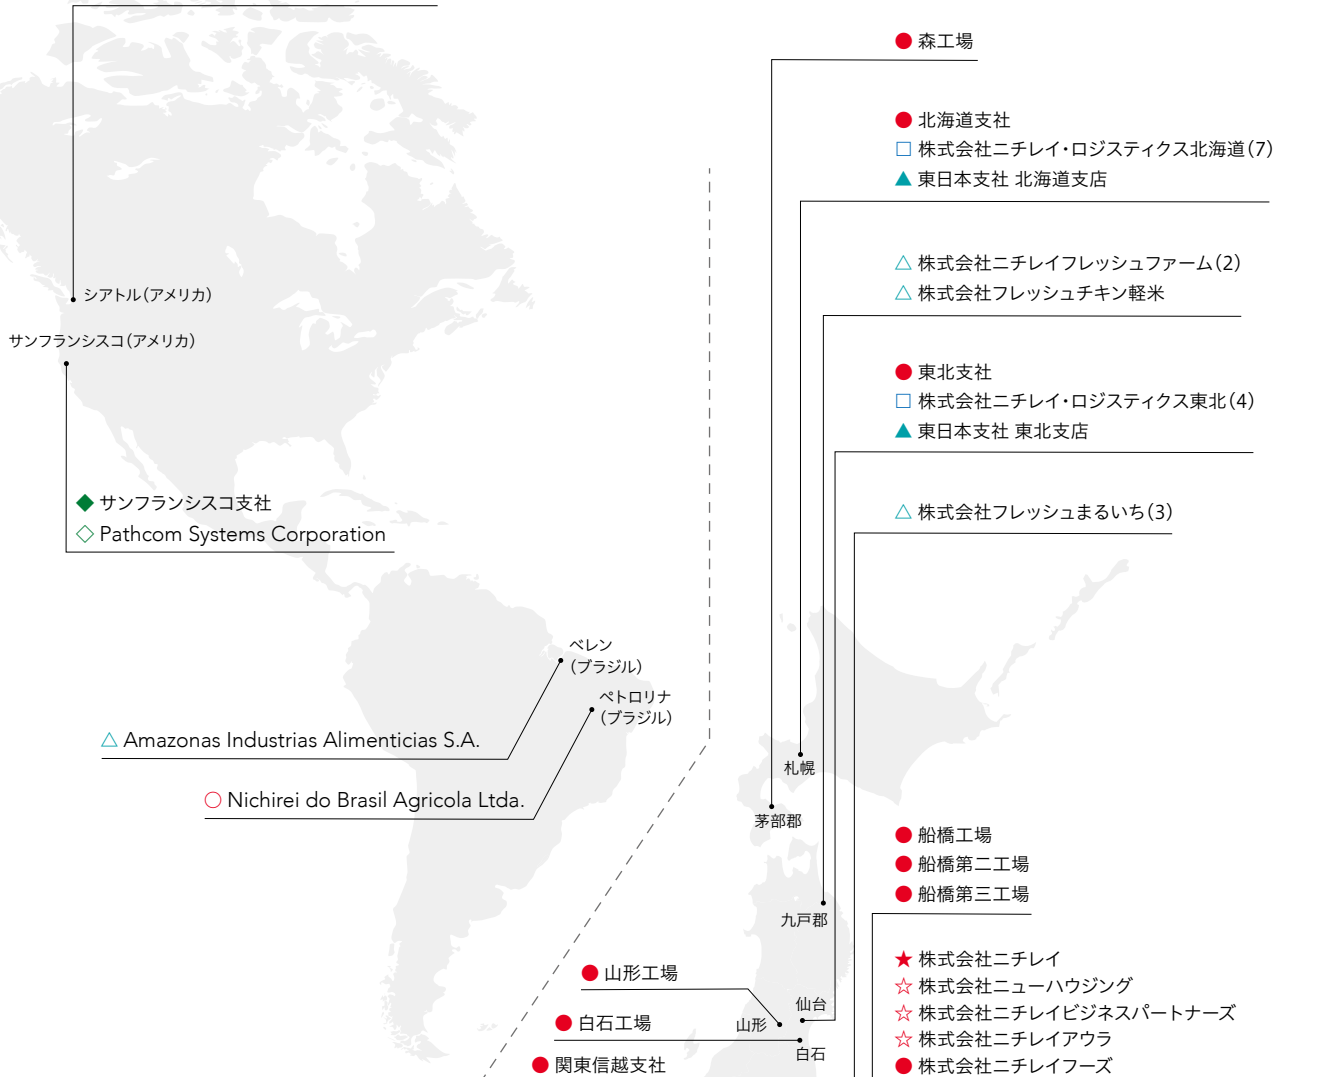 シアトル（アメリカ）
サンフランシスコ（アメリカ）
◆ サンフランシスコ支社
◇ Pathcom Systems Corporation
ベレン
（ブラジル）
ペトロリナ
（ブラジル）
△ Amazonas Industrias Alimenticias S.A.
○ Nichirei do Brasil Agricola Ltda.
● 森工場
● 北海道支社
□ 株式会社ニチレイ・ロジスティクス北海道（7）
▲ 東日本支社 北海道支店
△ 株式会社ニチレイフレッシュファーム（2）
△ 株式会社フレッシュチキン軽米
● 東北支社
□ 株式会社ニチレイ・ロジスティクス東北（4）
▲ 東日本支社 東北支店
△ 株式会社フレッシュまるいち（3）
札幌
茅部郡
九戸郡
● 山形工場
● 白石工場
● 関東信越支社
仙台
山形
白石
● 船橋工場
● 船橋第二工場
● 船橋第三工場
★ 株式会社ニチレイ
☆ 株式会社ニューハウジング
☆ 株式会社ニチレイビジネスパートナーズ
☆ 株式会社ニチレイアウラ
● 株式会社ニチレイフーズ